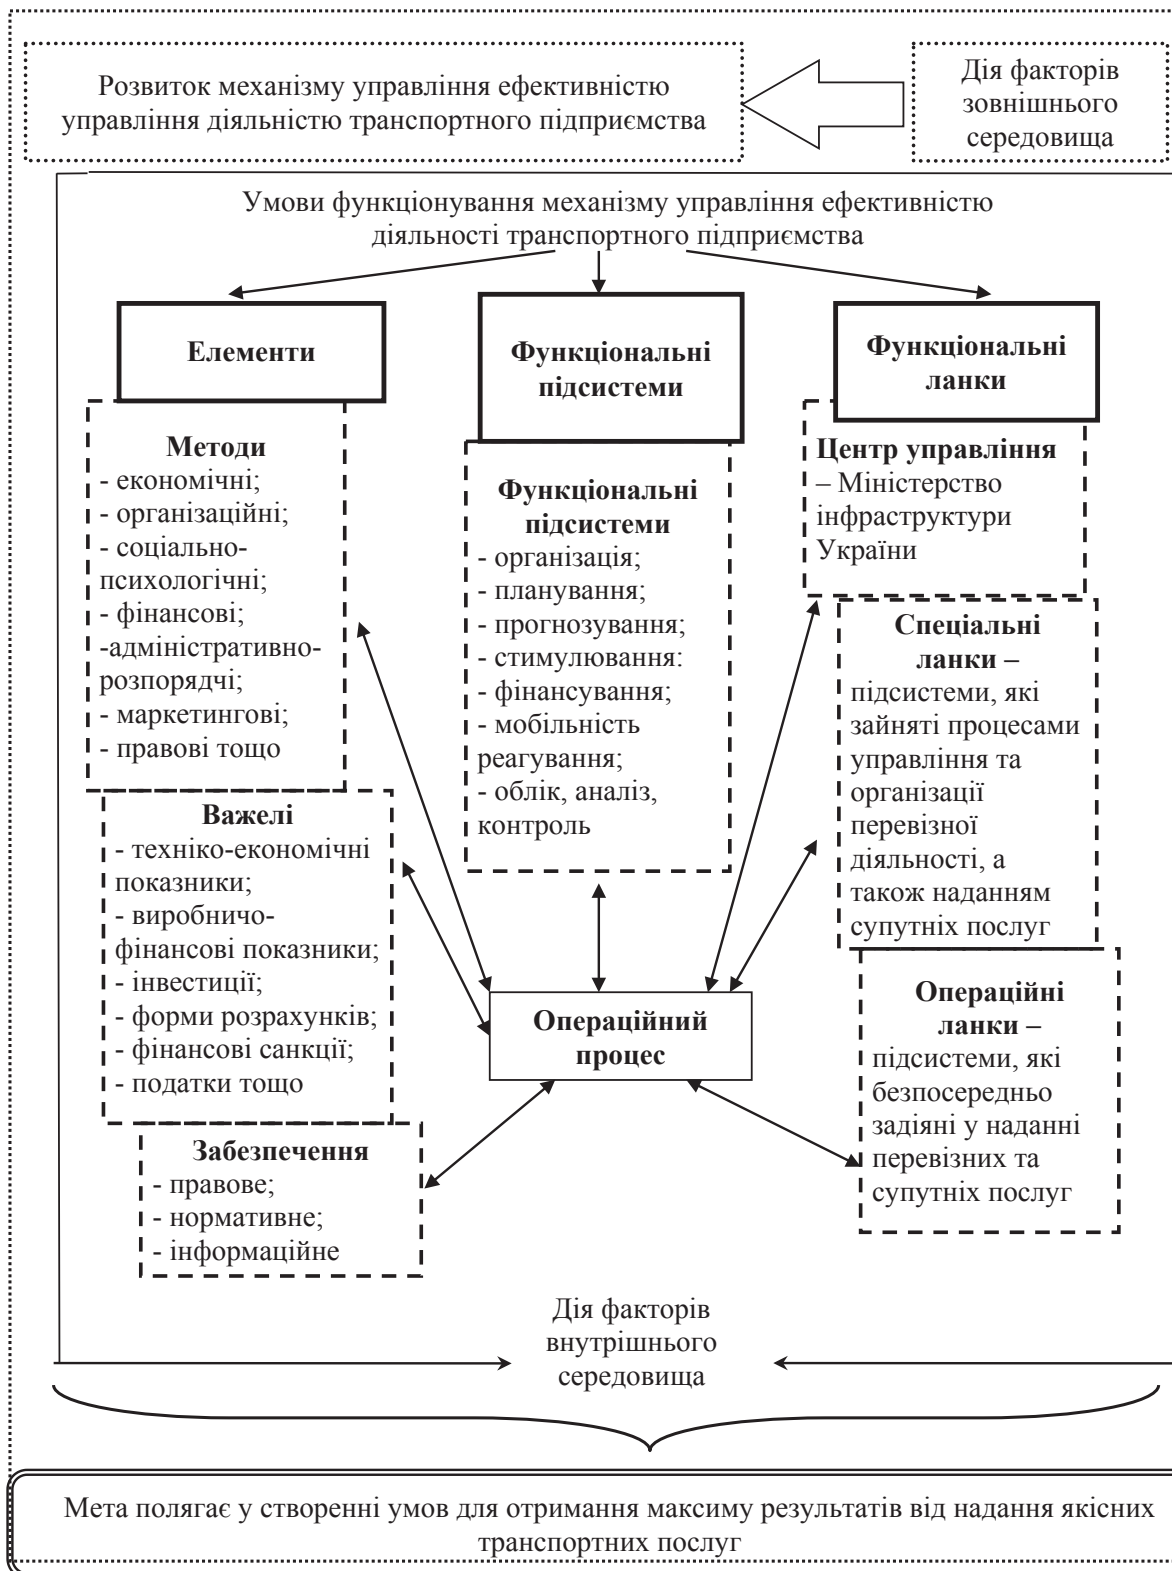 Розвиток механізму управління ефективністю
управління діяльністю транспортного підприємства
Дія факторів
зовнішнього
середовища
Умови функціонування механізму управління ефективністю
діяльності транспортного підприємства
Елементи
Методи
- економічні;
- організаційні;
- соціально-
психологічні;
- фінансові;
-адміністративно-
розпорядчі;
- маркетингові;
- правові тощо
Важелі
- техніко-економічні
показники;
- виробничо-
фінансові показники;
- інвестиції;
- форми розрахунків;
- фінансові санкції;
- податки тощо
Забезпечення
- правове;
- нормативне;
- інформаційне
Функціональні
підсистеми
Функціональні
підсистеми
- організація;
- планування;
- прогнозування;
- стимулювання:
- фінансування;
- мобільність
реагування;
- облік, аналіз,
контроль
Операційний
процес
Функціональні
ланки
Центр управління
– Міністерство
інфраструктури
України
Спеціальні
ланки –
підсистеми, які
зайняті процесами
управління та
організації
перевізної
діяльності, а
також наданням
супутніх послуг
Операційні
ланки –
підсистеми, які
безпосередньо
задіяні у наданні
перевізних та
супутніх послуг
Дія факторів
внутрішнього
середовища
Мета полягає у створенні умов для отримання максиму результатів від надання якісних
транспортних послуг